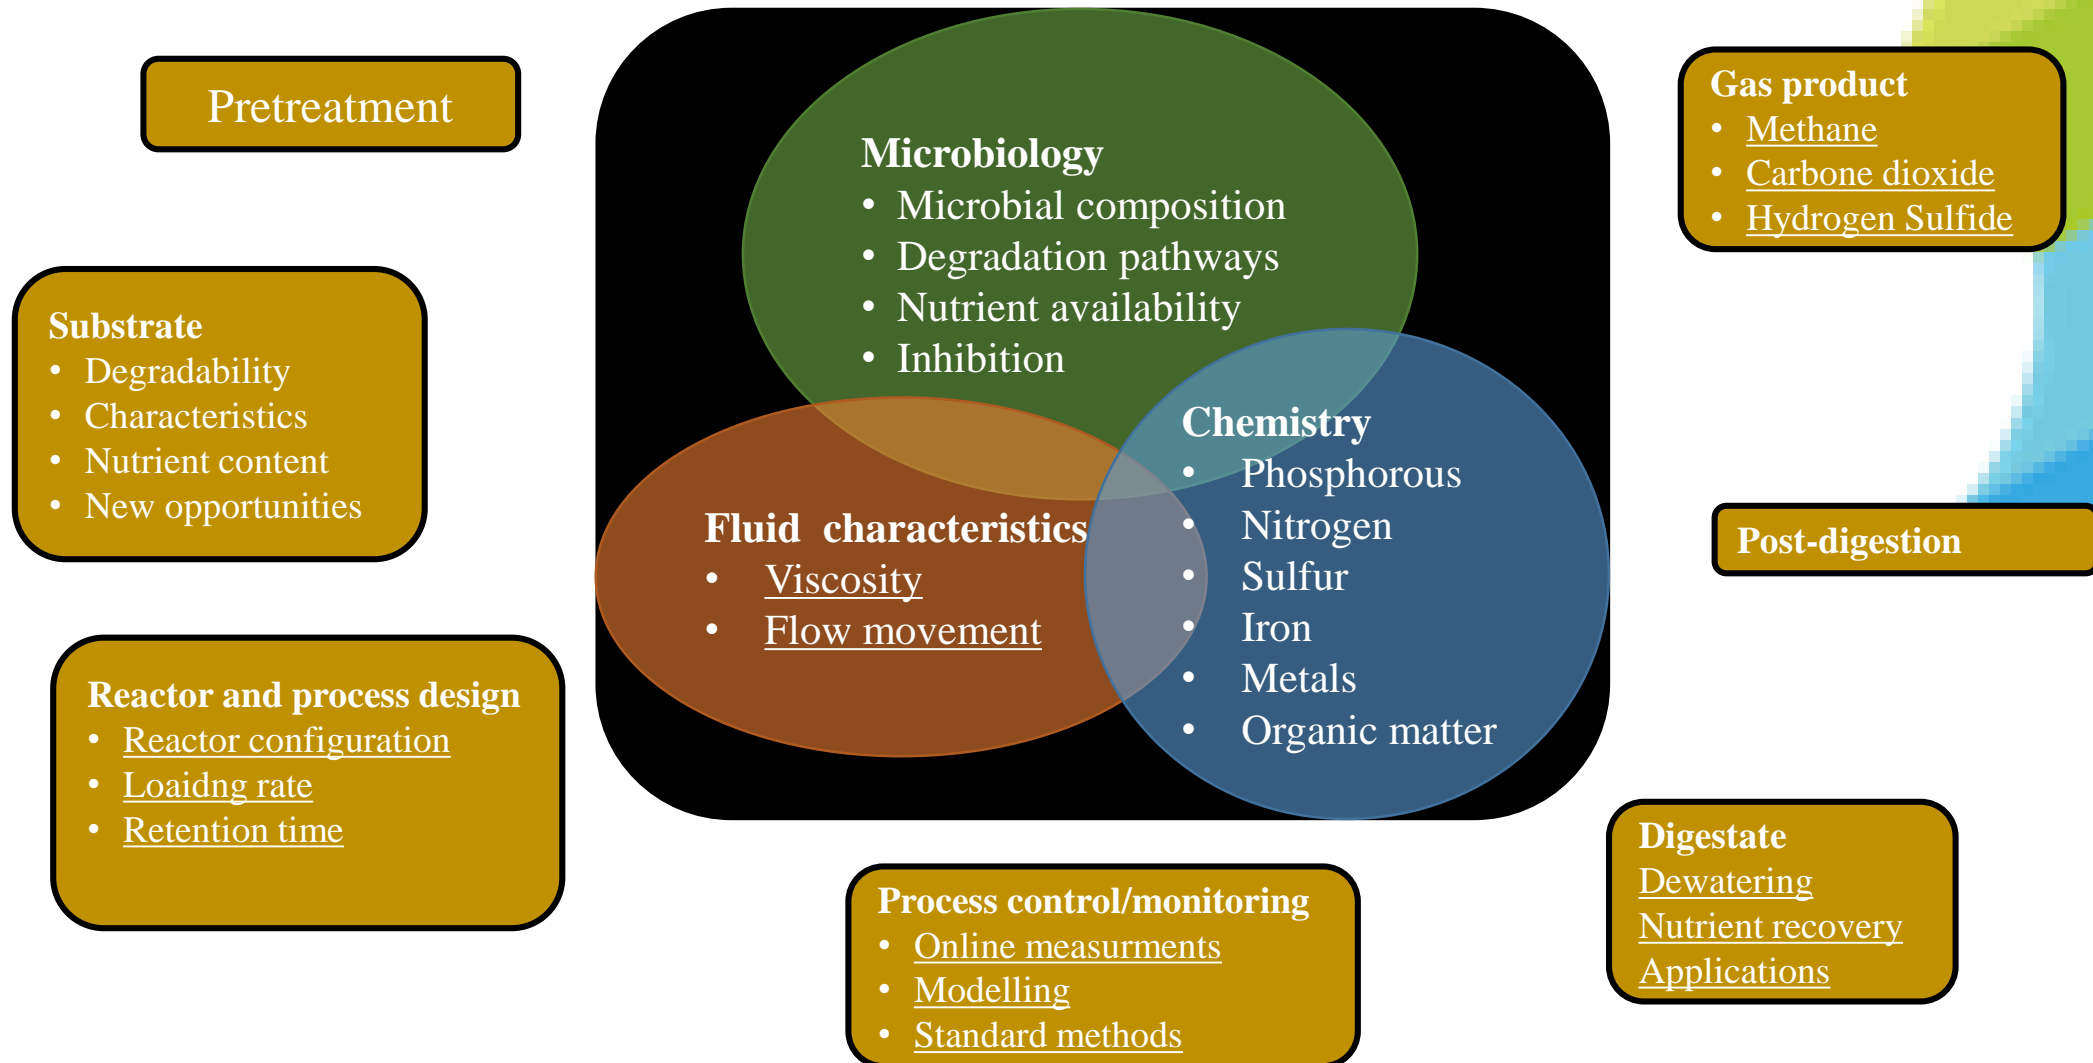 Pretreatment
Substrate
• Degradability
• Characteristics
• Nutrient content
• New opportunities
Reactor and process design
• Reactor configuration
• Loaidng rate
• Retention time
Microbiology
• Microbial composition
• Degradation pathways
• Nutrient availability
• Inhibition
Fluid characteristics
• Viscosity
• Flow movement
Chemistry
• Phosphorous
• Nitrogen
• Sulfur
• Iron
• Metals
• Organic matter
Process control/monitoring
• Online measurments
• Modelling
• Standard methods
Gas product
• Methane
• Carbone dioxide
• Hydrogen Sulfide
Post-digestion
Digestate
Dewatering
Nutrient recovery
Applications